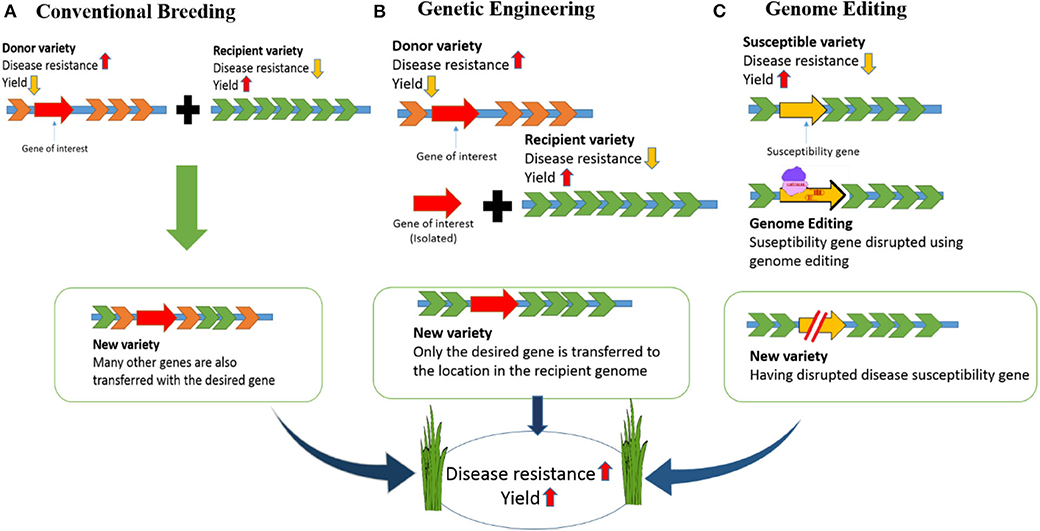 A Conventional Breeding
Donor variety
Disease resistance
Yield
Recipient variety
Disease resistance
Yield
Gene of interest
New variety
Many other genes are also
transferred with the desired gene
B Genetic Engineering
Donor variety
Disease resistance
Yield
Gene of interest
Recipient variety
Disease resistance
Yield
Gene of interest
(Isolated)
New variety
Only the desired gene is transferred to
the location in the recipient genome
C Genome Editing
Susceptible variety
Disease resistance
Yield
Susceptibility gene
Genome Editing
Suseptibility gene disrupted using
genome editing
New variety
Having disrupted disease susceptibility gene
Disease resistance
Yield